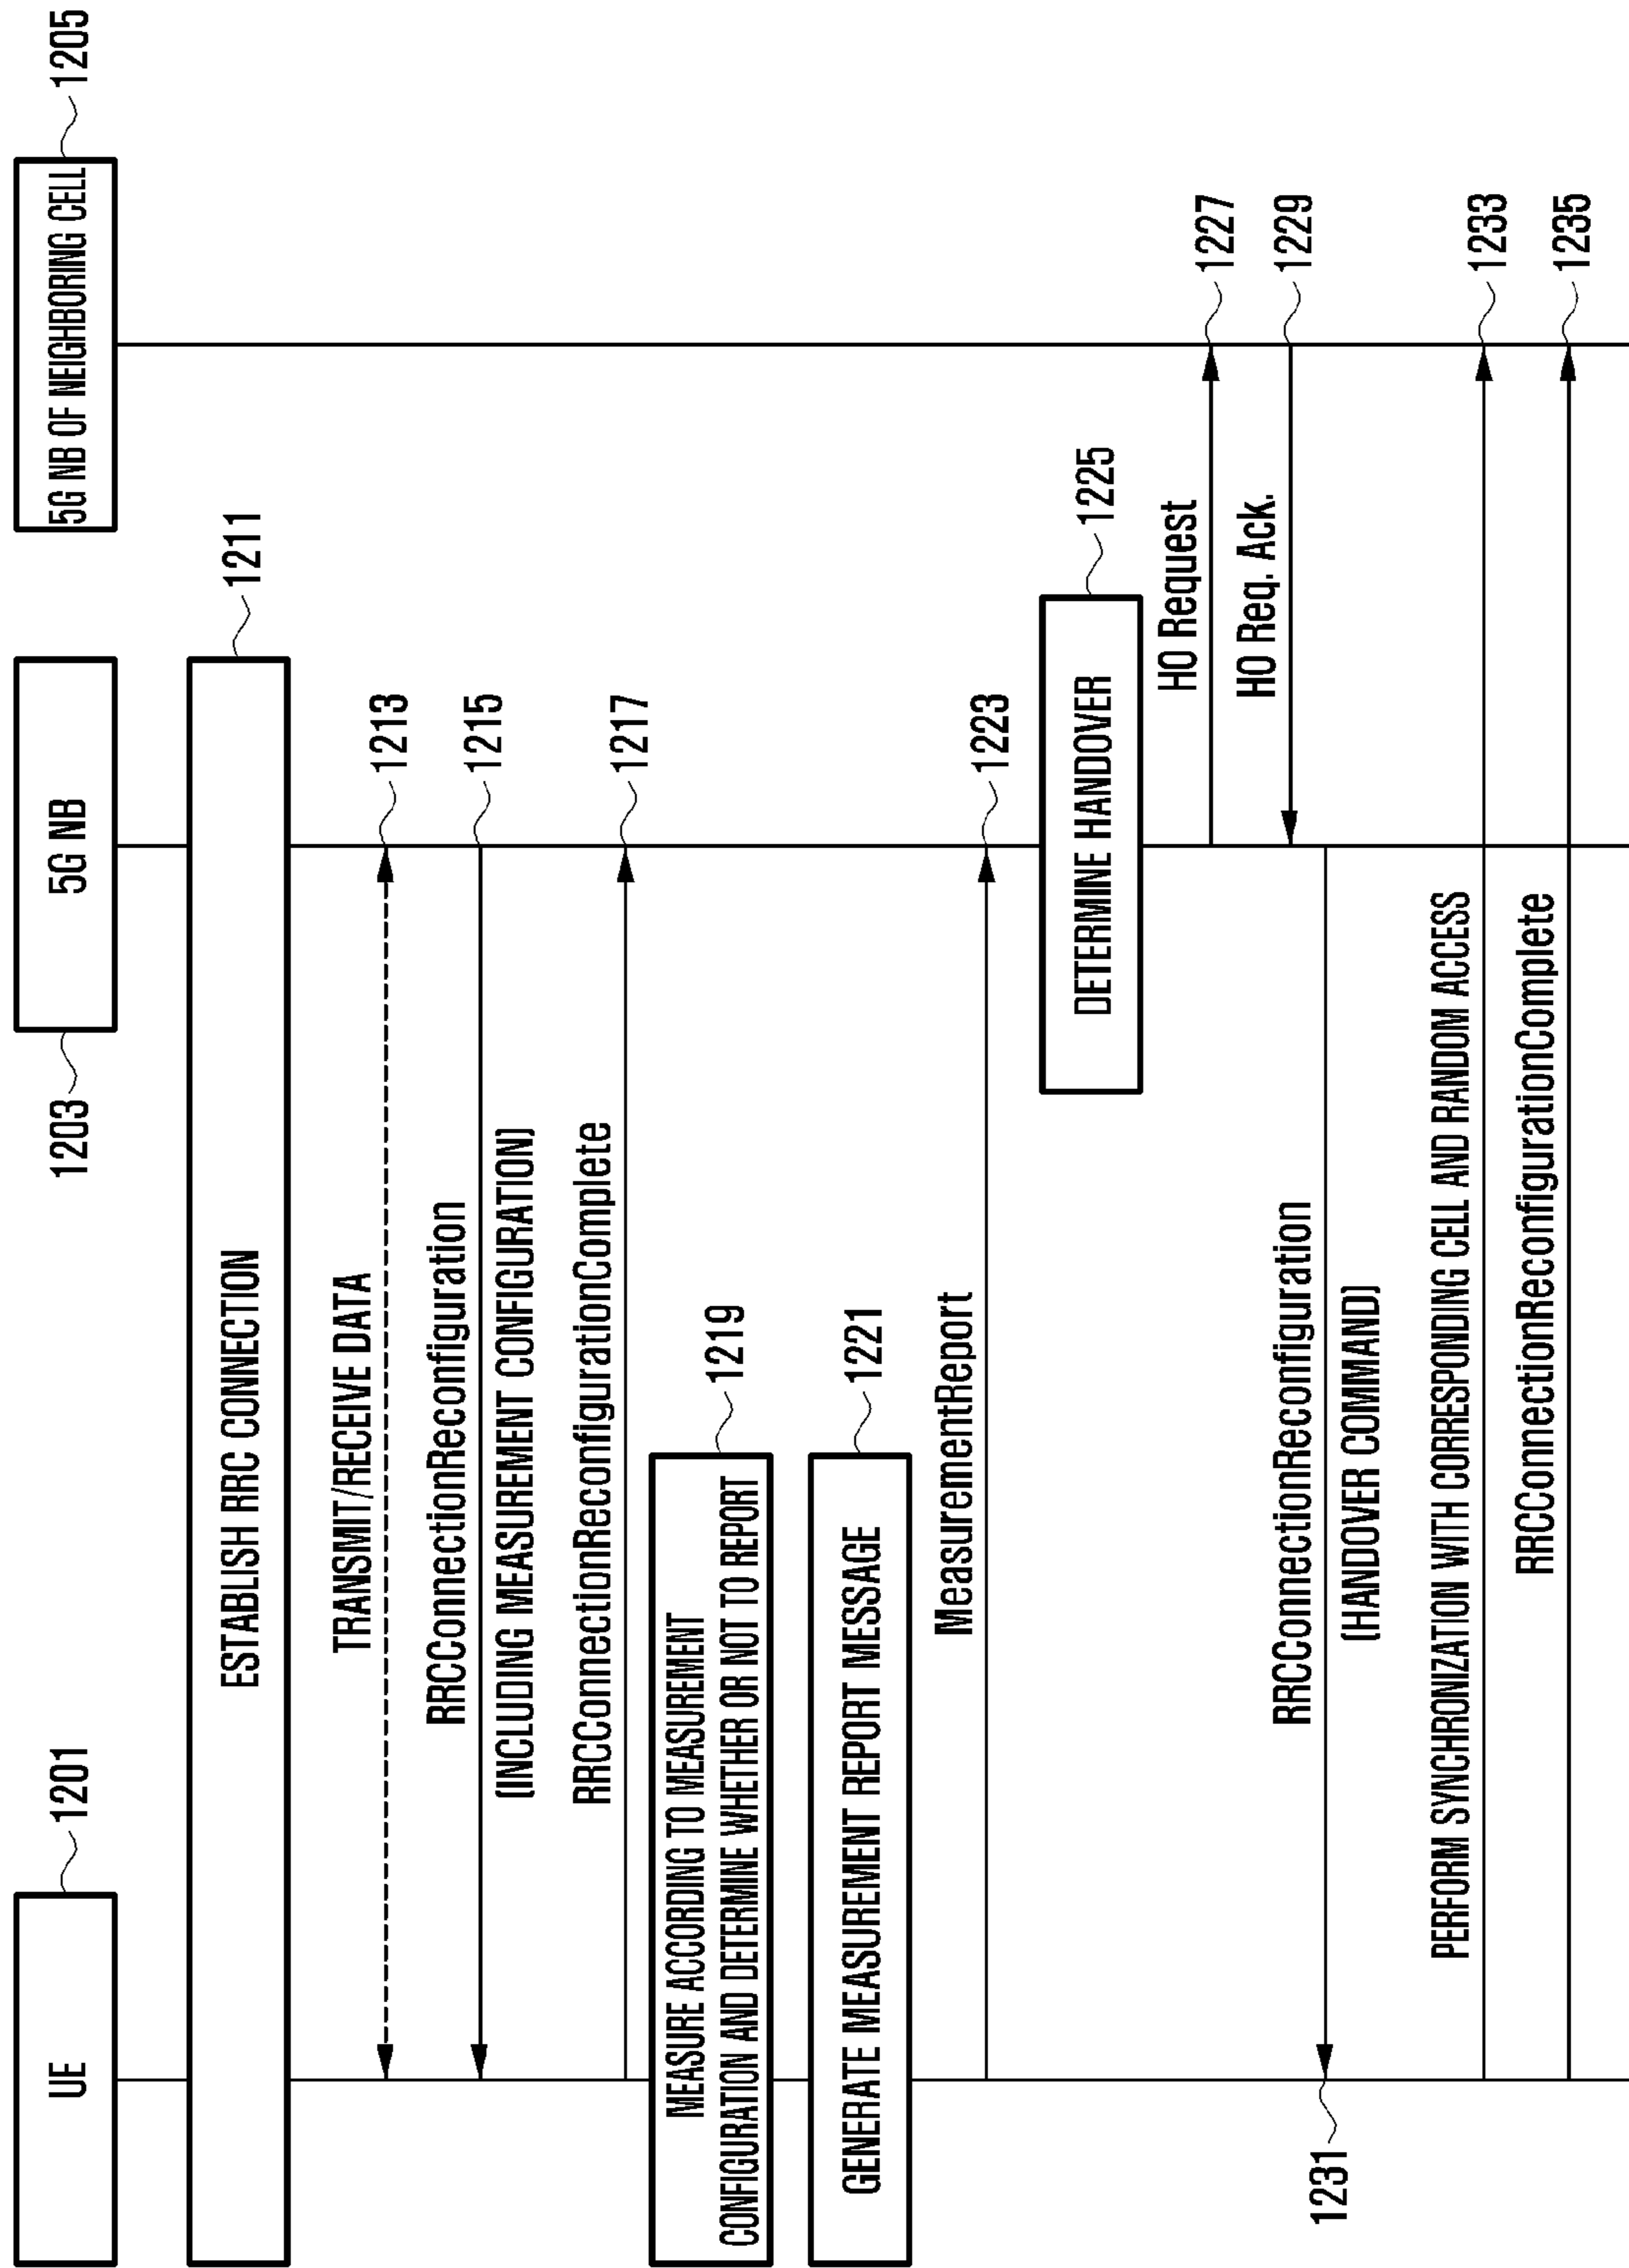 UE
1201
5G NB
1203
5G NB OF NEIGHBORING CELL
1205
ESTABLISH RRC CONNECTION
1211
TRANSMIT/RECEIVE DATA
1213
RRCConnectionReconfiguration
1215
(INCLUDING MEASUREMENT CONFIGURATION)
RRCConnectionReconfigurationComplete
1217
MEASURE ACCORDING TO MEASUREMENT
CONFIGURATION AND DETERMINE WHETHER OR NOT TO REPORT
1219
GENERATE MEASUREMENT REPORT MESSAGE
1221
MeasurementReport
1223
DETERMINE HANDOVER
1225
HO Request
1227
HO Req. Ack.
1229
RRCConnectionReconfiguration
1231
(HANDOVER COMMAND)
PERFORM SYNCHRONIZATION WITH CORRESPONDING CELL AND RANDOM ACCESS
1233
RRCConnectionReconfigurationComplete
1235